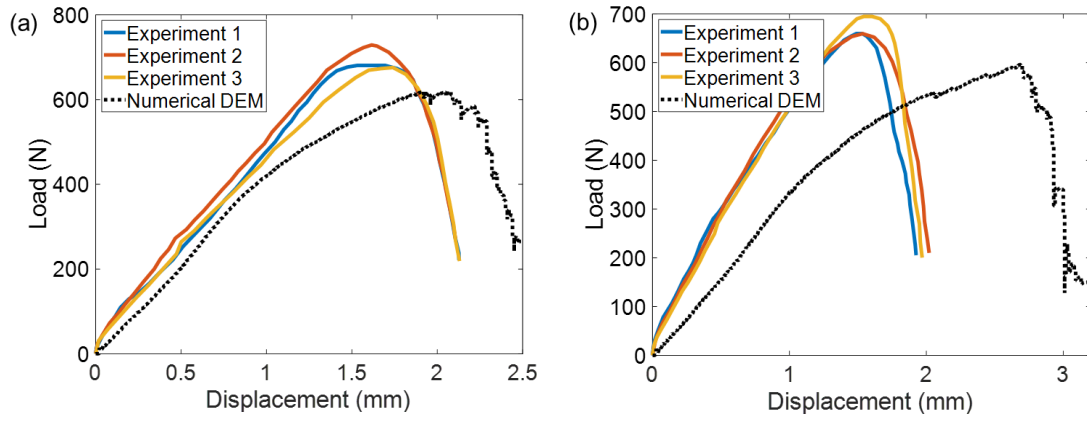 (a)
Experiment 1
Experiment 2
Experiment 3
Numerical DEM
800
600
400
200
0
Load (N)
0
0.5
1
1.5
2
2.5
Displacement (mm)
(b)
Experiment 1
Experiment 2
Experiment 3
Numerical DEM
700
600
500
400
300
200
100
0
Load (N)
0
1
2
3
Displacement (mm)